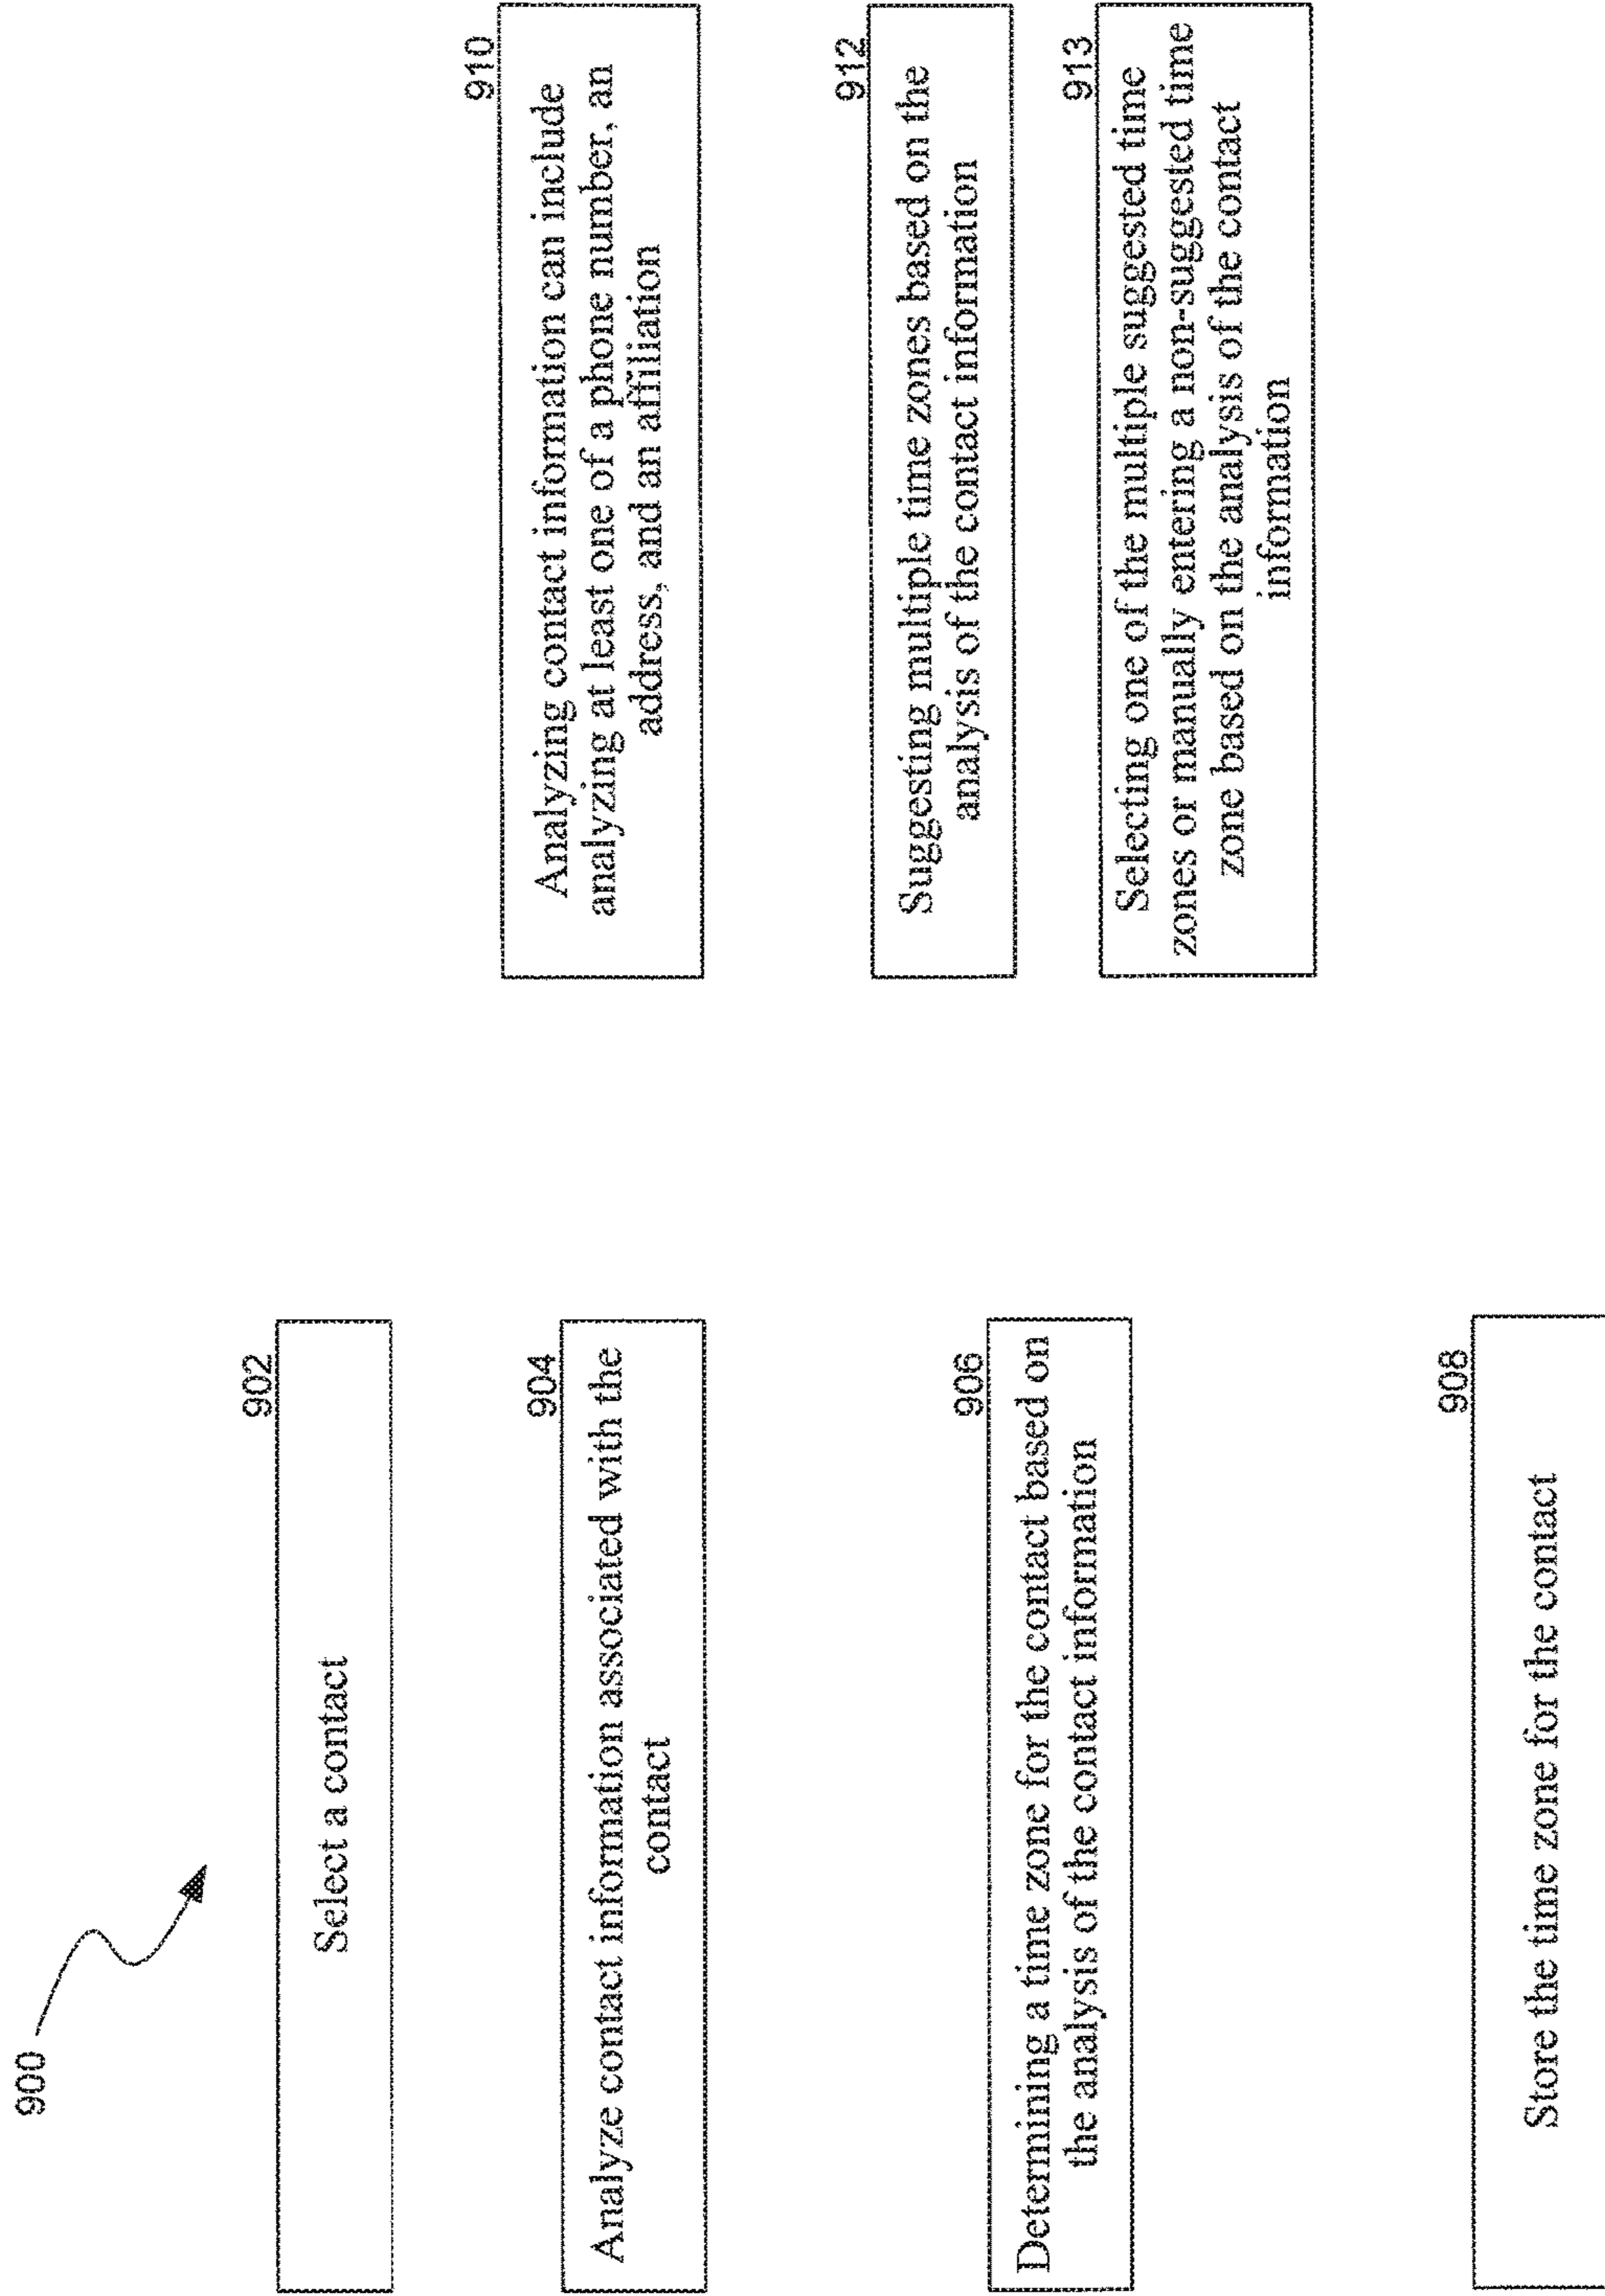 900
902
Select a contact
904
Analyze contact information associated with the
contact
906
Determining a time zone for the contact based on
the analysis of the contact information
908
Store the time zone for the contact
910
Analyzing contact information can include
analyzing at least one of a phone number, an
address, and an affiliation
912
Suggesting multiple time zones based on the
analysis of the contact information
913
Selecting one of the multiple suggested time
zones or manually entering a non-suggested time
zone based on the analysis of the contact
information